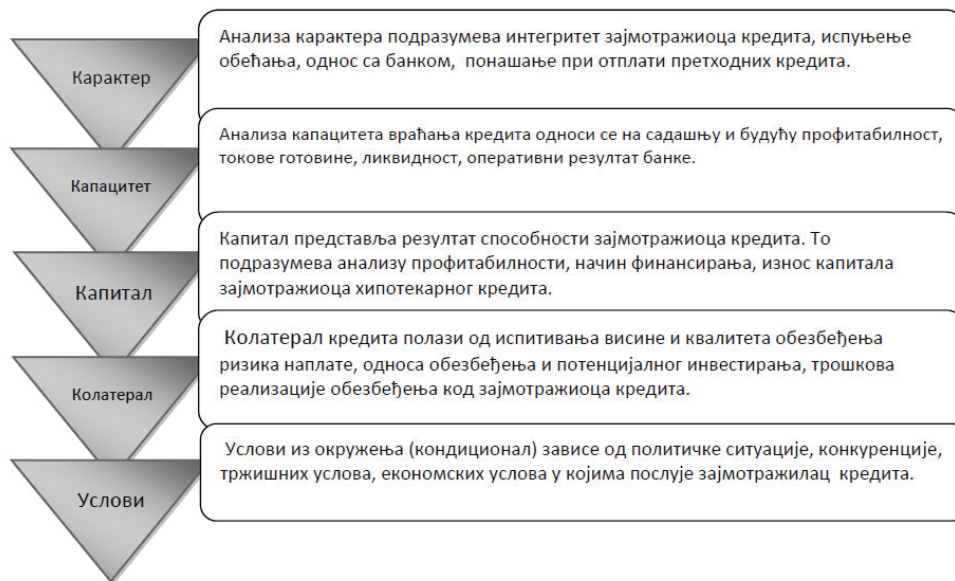 Карактер
Анализа карактера подразумева интегритет зајмотражиоца кредита, испуњење
обећања, однос са банком, понашање при отплати претходних кредита.
Капацитет
Анализа капацитета враћања кредита односи се на садашњу и будућу профитабилност,
токове готовине, ликвидност, оперативни резултат банке.
Капитал
Капитал представља резултат способности зајмотражиоца кредита. То
подразумева анализу профитабилности, начин финансирања, износ капитала
зајмотражиоца хипотекарног кредита.
Колатерал
Колатерал кредита полази од испитивања висине и квалитета обезбеђења
ризика наплате, односа обезбеђења и потенцијалног инвестирања, трошкова
реализације обезбеђења код зајмотражиоца кредита.
Услови
Услови из окружења (кондиционал) зависе од политичке ситуације, конкуренције,
тржишних услова, економских услова у којима послује зајмотражилац кредита.